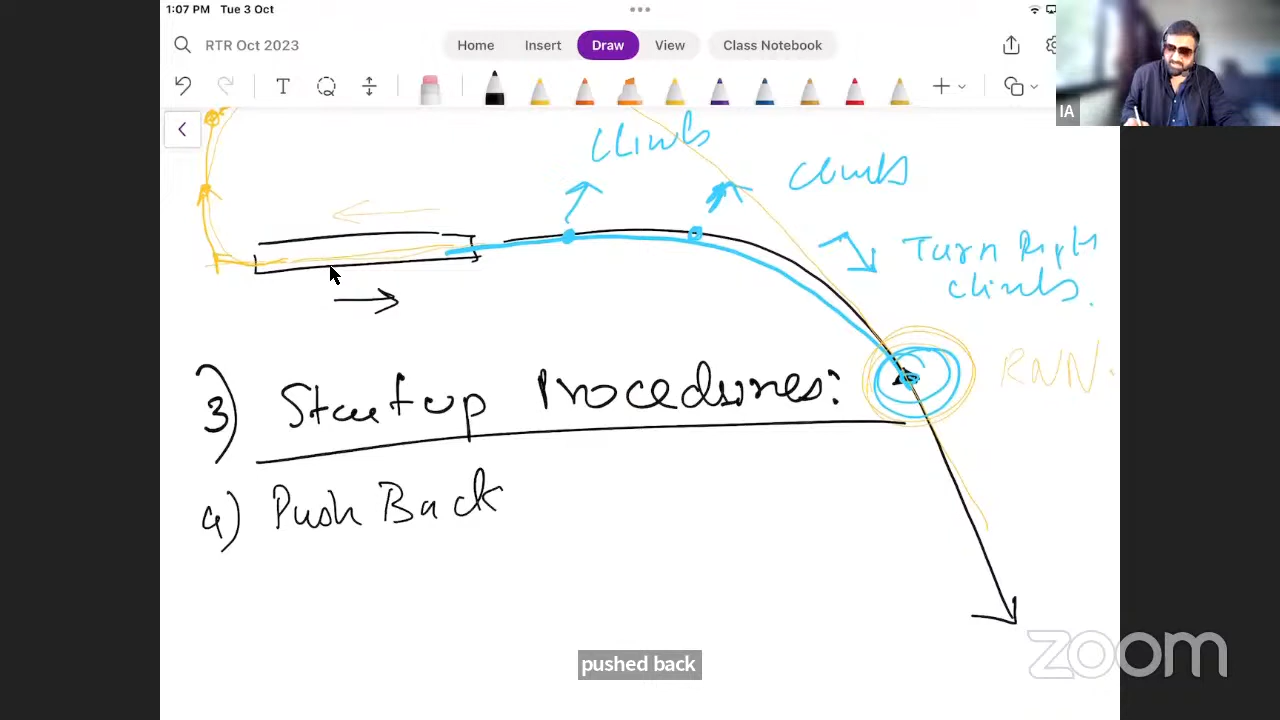 1:07 PM Tue 3 Oct
RTR Oct 2023
Home Insert Draw View Class Notebook
T
IA
Climb
Climb
Turn Right
climb.
RNN.
3) Startup Procedures:
4) Push Back
pushed back
zoom